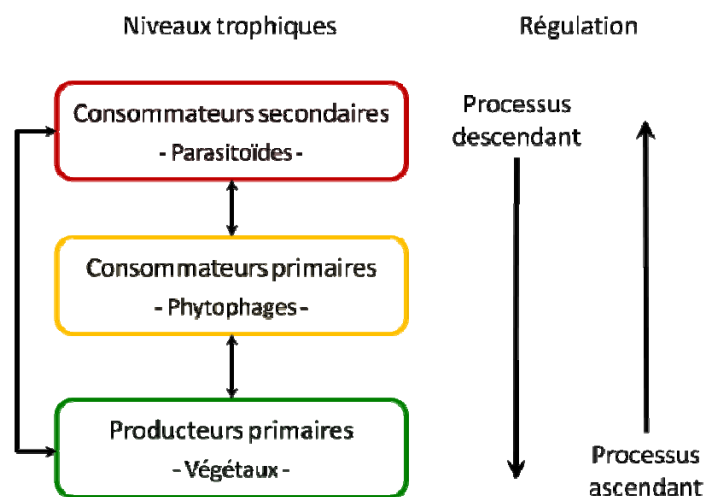 Niveaux trophiques
Régulation
Consommateurs secondaires
- Parasitoïdes -
Processus
descendant
Consommateurs primaires
- Phytophages -
Producteurs primaires
- Végétaux -
Processus
ascendant